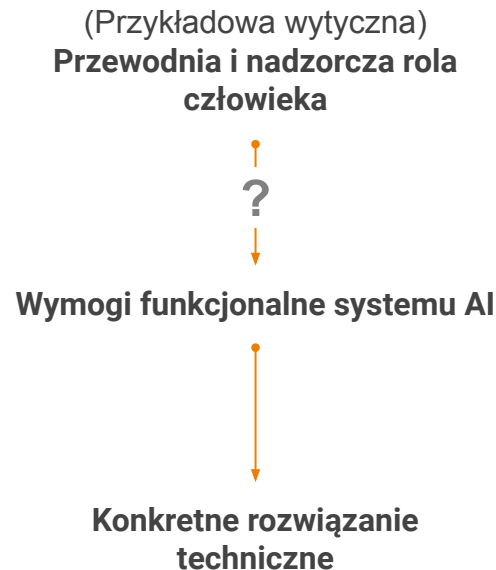 (Przykładowa wytyczna)
Przewodnia i nadzorcza rola
człowieka
?
Wymogi funkcjonalne systemu AI
Konkretne rozwiązanie
techniczne